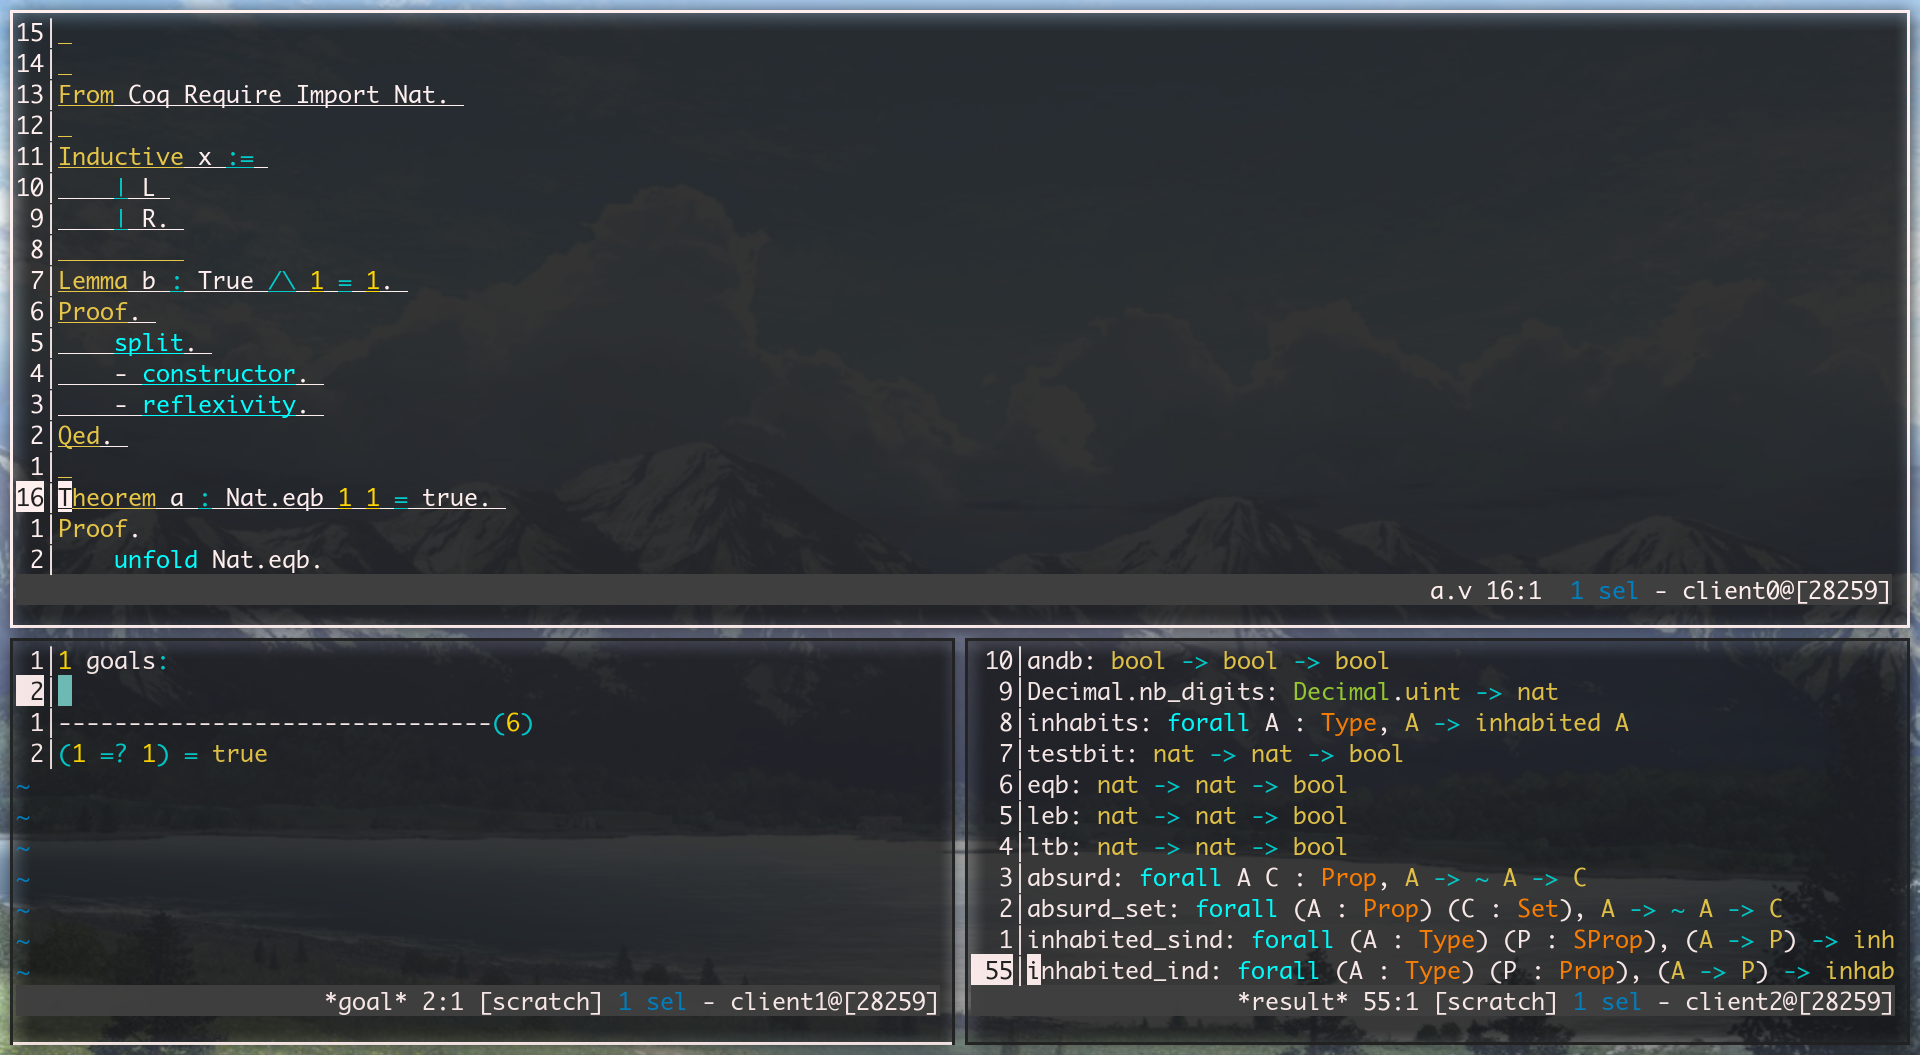 15
14
13 From Coq Require Import Nat.
12
11 Inductive x :=
10     | L
9     | R.
8
7 Lemma b : True /\ 1 = 1.
6 Proof.
5     split.
4     - constructor.
3     - reflexivity.
2 Qed.
1
16 Theorem a : Nat.eqb 1 1 = true.
1 Proof.
2     unfold Nat.eqb.
a.v 16:1  1 sel - client0@[28259]
1 1 goals:
2
1 -------------------------------(6)
2 (1 =? 1) = true
~
~
~
~
~
~
~
*goal* 2:1 [scratch] 1 sel - client1@[28259]
10 andb: bool -> bool -> bool
9 Decimal.nb_digits: Decimal.uint -> nat
8 inhabits: forall A : Type, A -> inhabited A
7 testbit: nat -> nat -> bool
6 eqb: nat -> nat -> bool
5 leb: nat -> nat -> bool
4 ltb: nat -> nat -> bool
3 absurd: forall A C : Prop, A -> ~ A -> C
2 absurd_set: forall (A : Prop) (C : Set), A -> ~ A -> C
1 inhabited_sind: forall (A : Type) (P : SProp), (A -> P) -> inh
55 inhabited_ind: forall (A : Type) (P : Prop), (A -> P) -> inhab
*result* 55:1 [scratch] 1 sel - client2@[28259]